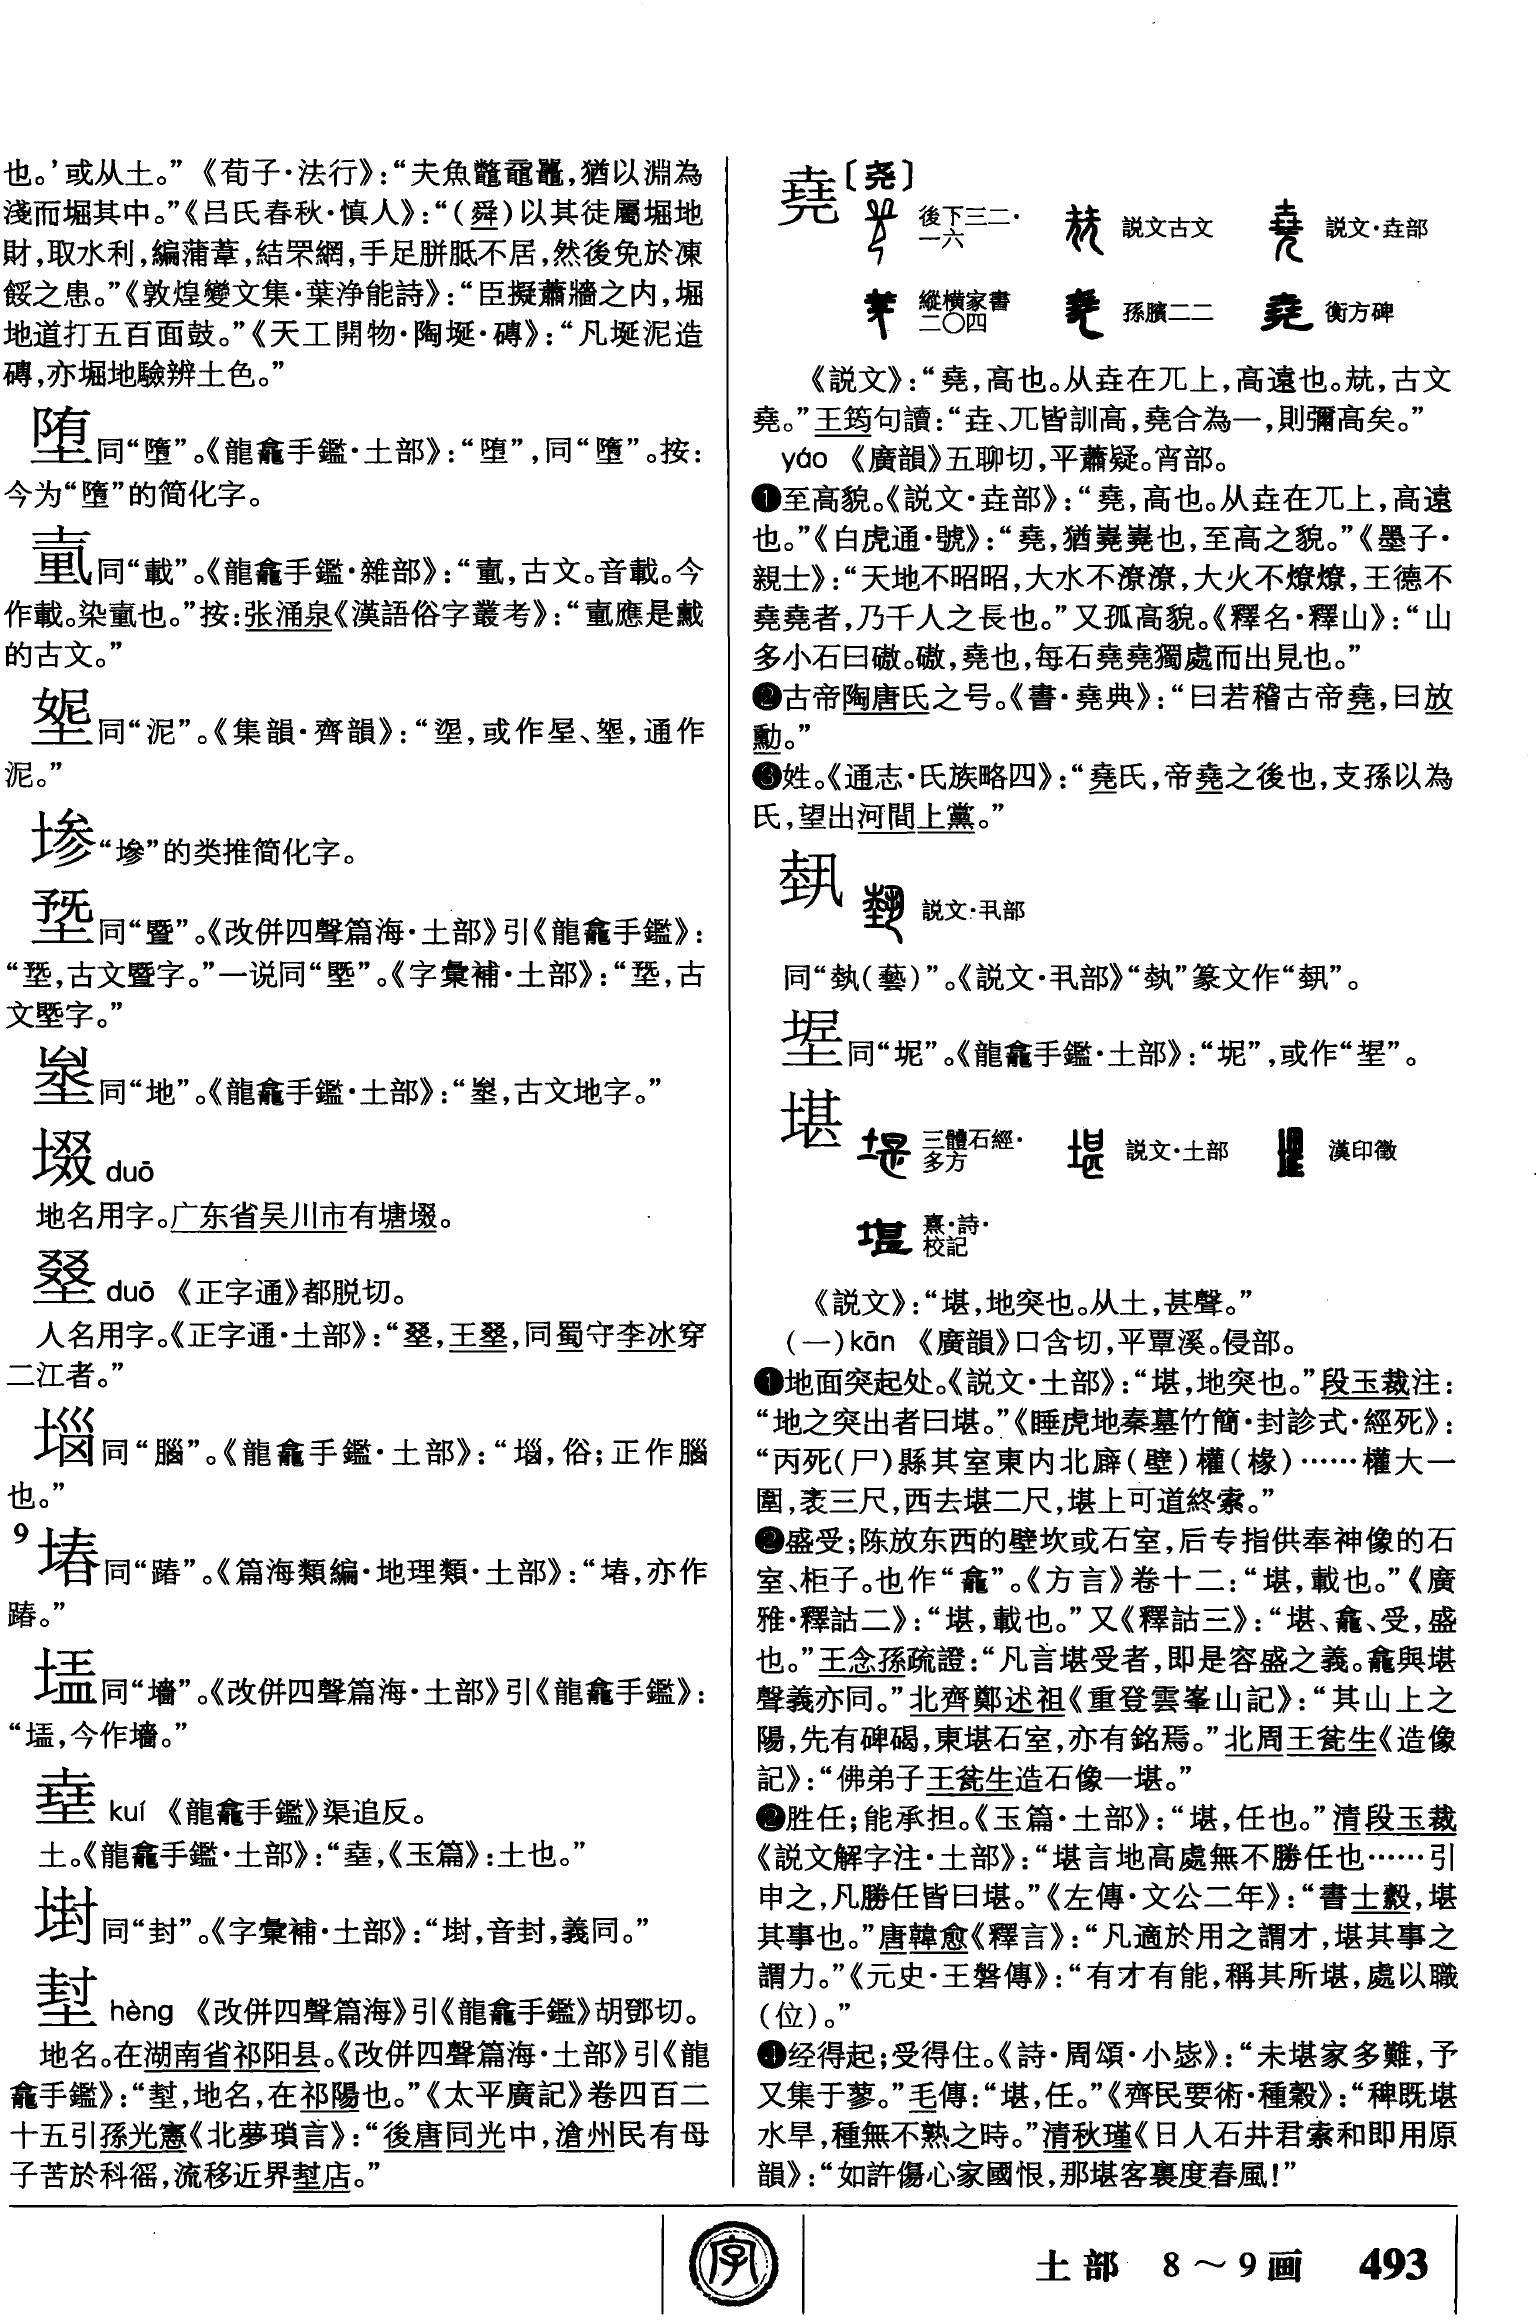 也。’或从土。”《荀子·法行》：“夫魚鼈黿鼉，猶以淵為
淺而堀其中。”《吕氏春秋·慎人》：“（舜）以其徒屬堀地
財，取水利，編蒲葦，結罘網，手足胼胝不居，然後免於凍
餒之患。”《敦煌變文集·葉浄能詩》：“臣擬蕭牆之内，堀
地道打五百面鼓。”《天工開物·陶埏·磚》：“凡埏泥造
磚，亦堀地驗辨土色。”
堕同“墮”。《龍龕手鑑·土部》：“堕”，同“墮”。按：
今为“墮”的简化字。
同“載”。《龍龕手鑑·雜部》：“，古文。音載。今
作載。染也。”按：张涌泉《漢語俗字叢考》：“應是戴
的古文。”
同“泥”。《集韻·齊韻》：“埿，或作屔、，通作
泥。”
“墋”的类推简化字。
同“暨”。《改併四聲篇海·土部》引《龍龕手鑑》：
“，古文暨字。”一说同“塈”。《字彙補·土部》：“，古
文塈字。”
同“地”。《龍龕手鑑·土部》：“，古文地字。”
㙍 duō
地名用字。广东省吴川市有塘㙍。
duō 《正字通》都脱切。
人名用字。《正字通·土部》：“，王，同蜀守李冰穿
二江者。”
同“腦”。《龍龕手鑑·土部》：“，俗；正作腦
也。”
9
堾同“踳”。《篇海類編·地理類·土部》：“堾，亦作
踳。”
同“墻”。《改併四聲篇海·土部》引《龍龕手鑑》：
“，今作墻。”
kuí 《龍龕手鑑》渠追反。
土。《龍龕手鑑·土部》：“，《玉篇》：土也。”
同“封”。《字彙補·土部》：“，音封，義同。”
hèng 《改併四聲篇海》引《龍龕手鑑》胡鄧切。
地名。在湖南省祁阳县。《改併四聲篇海·土部》引《龍
龕手鑑》：“，地名，在祁陽也。”《太平廣記》卷四百二
十五引孫光憲《北夢瑣言》：“後唐同光中，滄州民有母
子苦於科徭，流移近界店。”
堯〔尧〕
後下三二·一六
説文古文
説文·垚部
縱横家書二〇四
孫臏二二
衡方碑
《説文》：“堯，高也。从垚在兀上，高遠也。，古文
堯。”王筠句讀：“垚、兀皆訓高，堯合為一，則彌高矣。”
yáo 《廣韻》五聊切，平蕭疑。宵部。
❶至高貌。《説文·垚部》：“堯，高也。从垚在兀上，高遠
也。”《白虎通·號》：“堯，猶嶤嶤也，至高之貌。”《墨子·
親士》：“天地不昭昭，大水不潦潦，大火不燎燎，王德不
堯堯者，乃千人之長也。”又孤高貌。《釋名·釋山》：“山
多小石曰磝。磝，堯也，每石堯堯獨處而出見也。”
❷古帝陶唐氏之号。《書·堯典》：“曰若稽古帝堯，曰放
勳。”
❸姓。《通志·氏族略四》：“堯氏，帝堯之後也，支孫以為
氏，望出河間上黨。”
説文·丮部
同“埶（藝）”。《説文·丮部》“埶”篆文作“”。
同“坭”。《龍龕手鑑·土部》：“坭”，或作“”。
堪
三體石經·多方
説文·土部
漢印徵
熹·詩·校記
《説文》：“堪，地突也。从土，甚聲。”
（一）kān 《廣韻》口含切，平覃溪。侵部。
❶地面突起处。《説文·土部》：“堪，地突也。”段玉裁注：
“地之突出者曰堪。”《睡虎地秦墓竹簡·封診式·經死》：
“丙死（尸）縣其室東内北廦（壁）權（椽）……權大一
圍，袤三尺，西去堪二尺，堪上可道終索。”
❷盛受；陈放东西的壁坎或石室，后专指供奉神像的石
室、柜子。也作“龕”。《方言》卷十二：“堪，載也。”《廣
雅·釋詁二》：“堪，載也。”又《釋詁三》：“堪、龕、受，盛
也。”王念孫疏證：“凡言堪受者，即是容盛之義。龕與堪
聲義亦同。”北齊鄭述祖《重登雲峯山記》：“其山上之
陽，先有碑碣，東堪石室，亦有銘焉。”北周王瓮生《造像
記》：“佛弟子王瓮生造石像一堪。”
❷胜任；能承担。《玉篇·土部》：“堪，任也。”清段玉裁
《説文解字注·土部》：“堪言地高處無不勝任也……引
申之，凡勝任皆曰堪。”《左傳·文公二年》：“書士縠，堪
其事也。”唐韓愈《釋言》：“凡適於用之謂才，堪其事之
謂力。”《元史·王磐傳》：“有才有能，稱其所堪，處以職
（位）。”
❹经得起；受得住。《詩·周頌·小毖》：“未堪家多難，予
又集于蓼。”毛傳：“堪，任。”《齊民要術·種穀》：“稗既堪
水旱，種無不熟之時。”清秋瑾《日人石井君索和即用原
韻》：“如許傷心家國恨，那堪客裏度春風！”
字
土部 8～9画 493